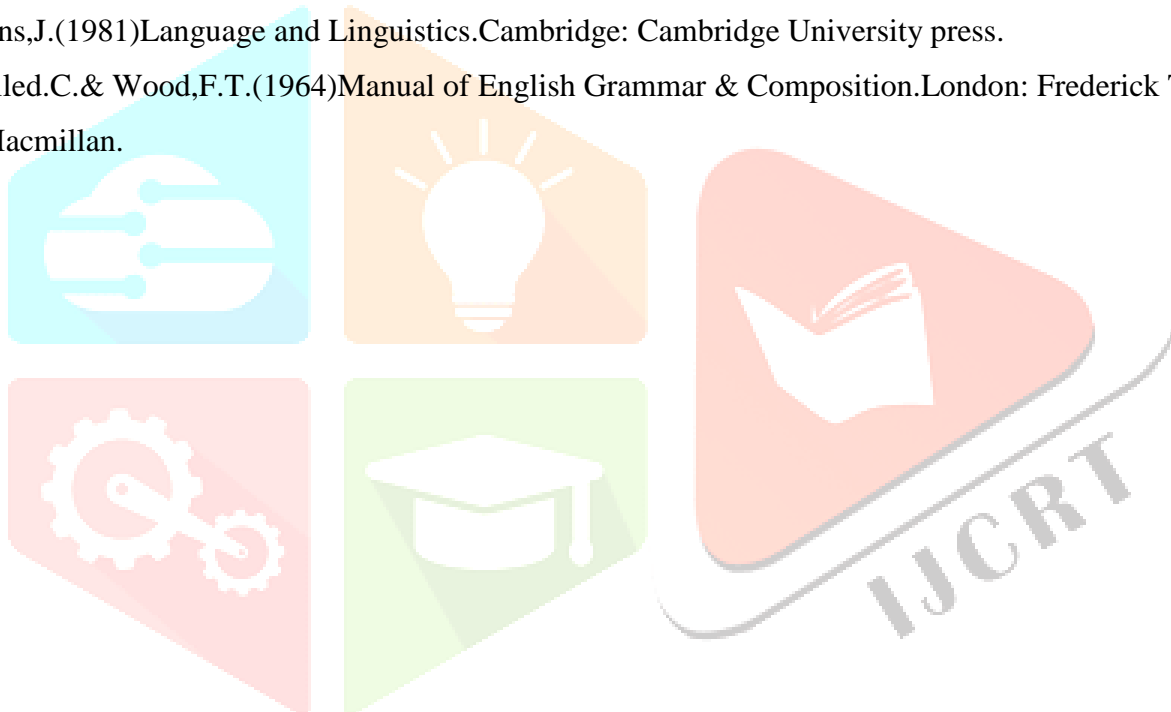 ns,J.(1981)Language and Linguistics.Cambridge: Cambridge University press.
led.C.& Wood,F.T.(1964)Manual of English Grammar & Composition.London: Frederick T
Macmillan.
IJCRT